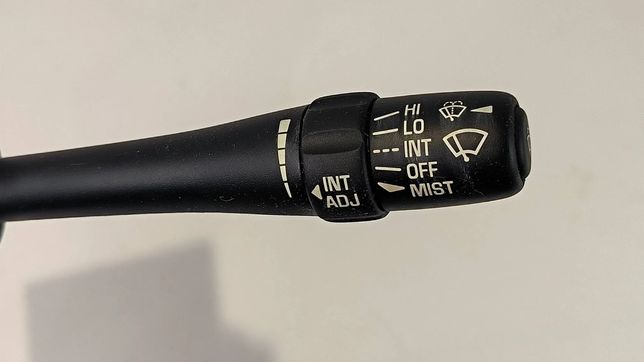 HI
LO
INT
OFF
MIST
INT
ADJ